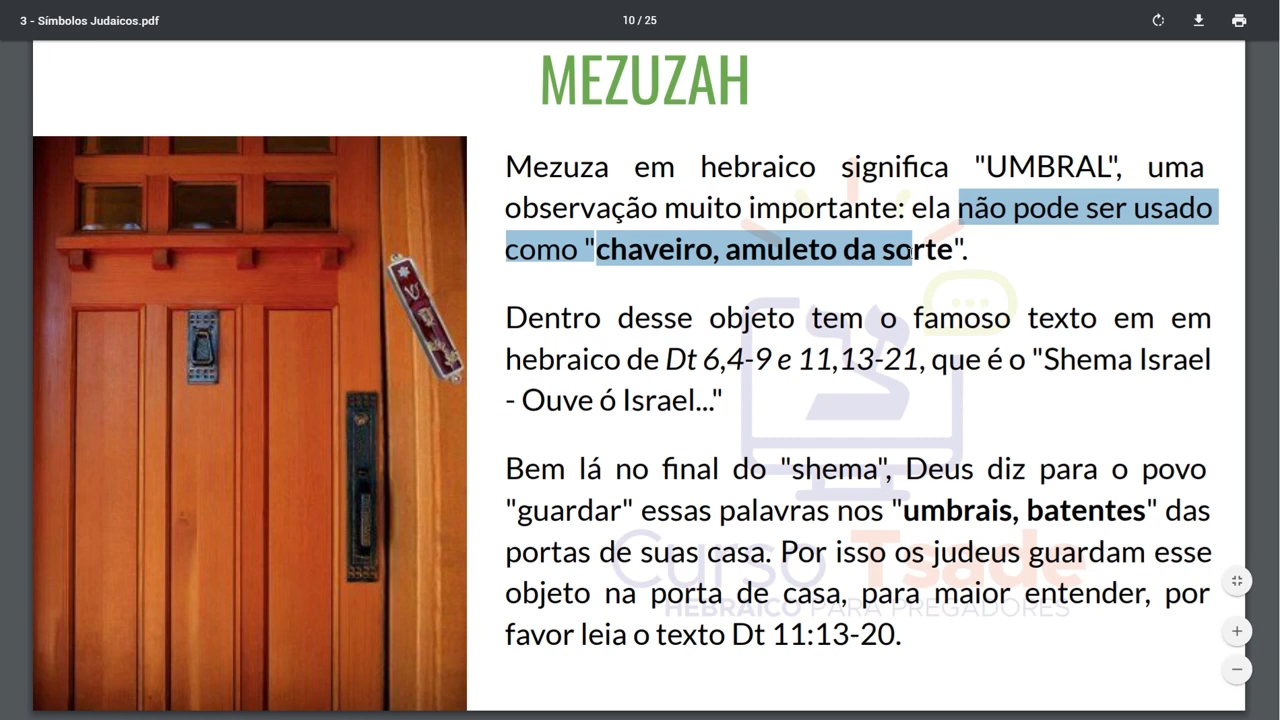 3 - Símbolos Judaicos.pdf
10 / 25
MEZUZAH
Mezuza em hebraico significa "UMBRAL", uma
observação muito importante: ela não pode ser usado
como "chaveiro, amuleto da sorte".
Dentro desse objeto tem o famoso texto em em
hebraico de Dt 6,4-9 e 11,13-21, que é o "Shema Israel
- Ouve ó Israel..."
Bem lá no final do "shema", Deus diz para o povo
"guardar" essas palavras nos "umbrais, batentes" das
portas de suas casa. Por isso os judeus guardam esse
objeto na porta de casa, para maior entender, por
favor leia o texto Dt 11:13-20.
Curso Tsade
HEBRAICO PARA PREGADORES
ש
צ